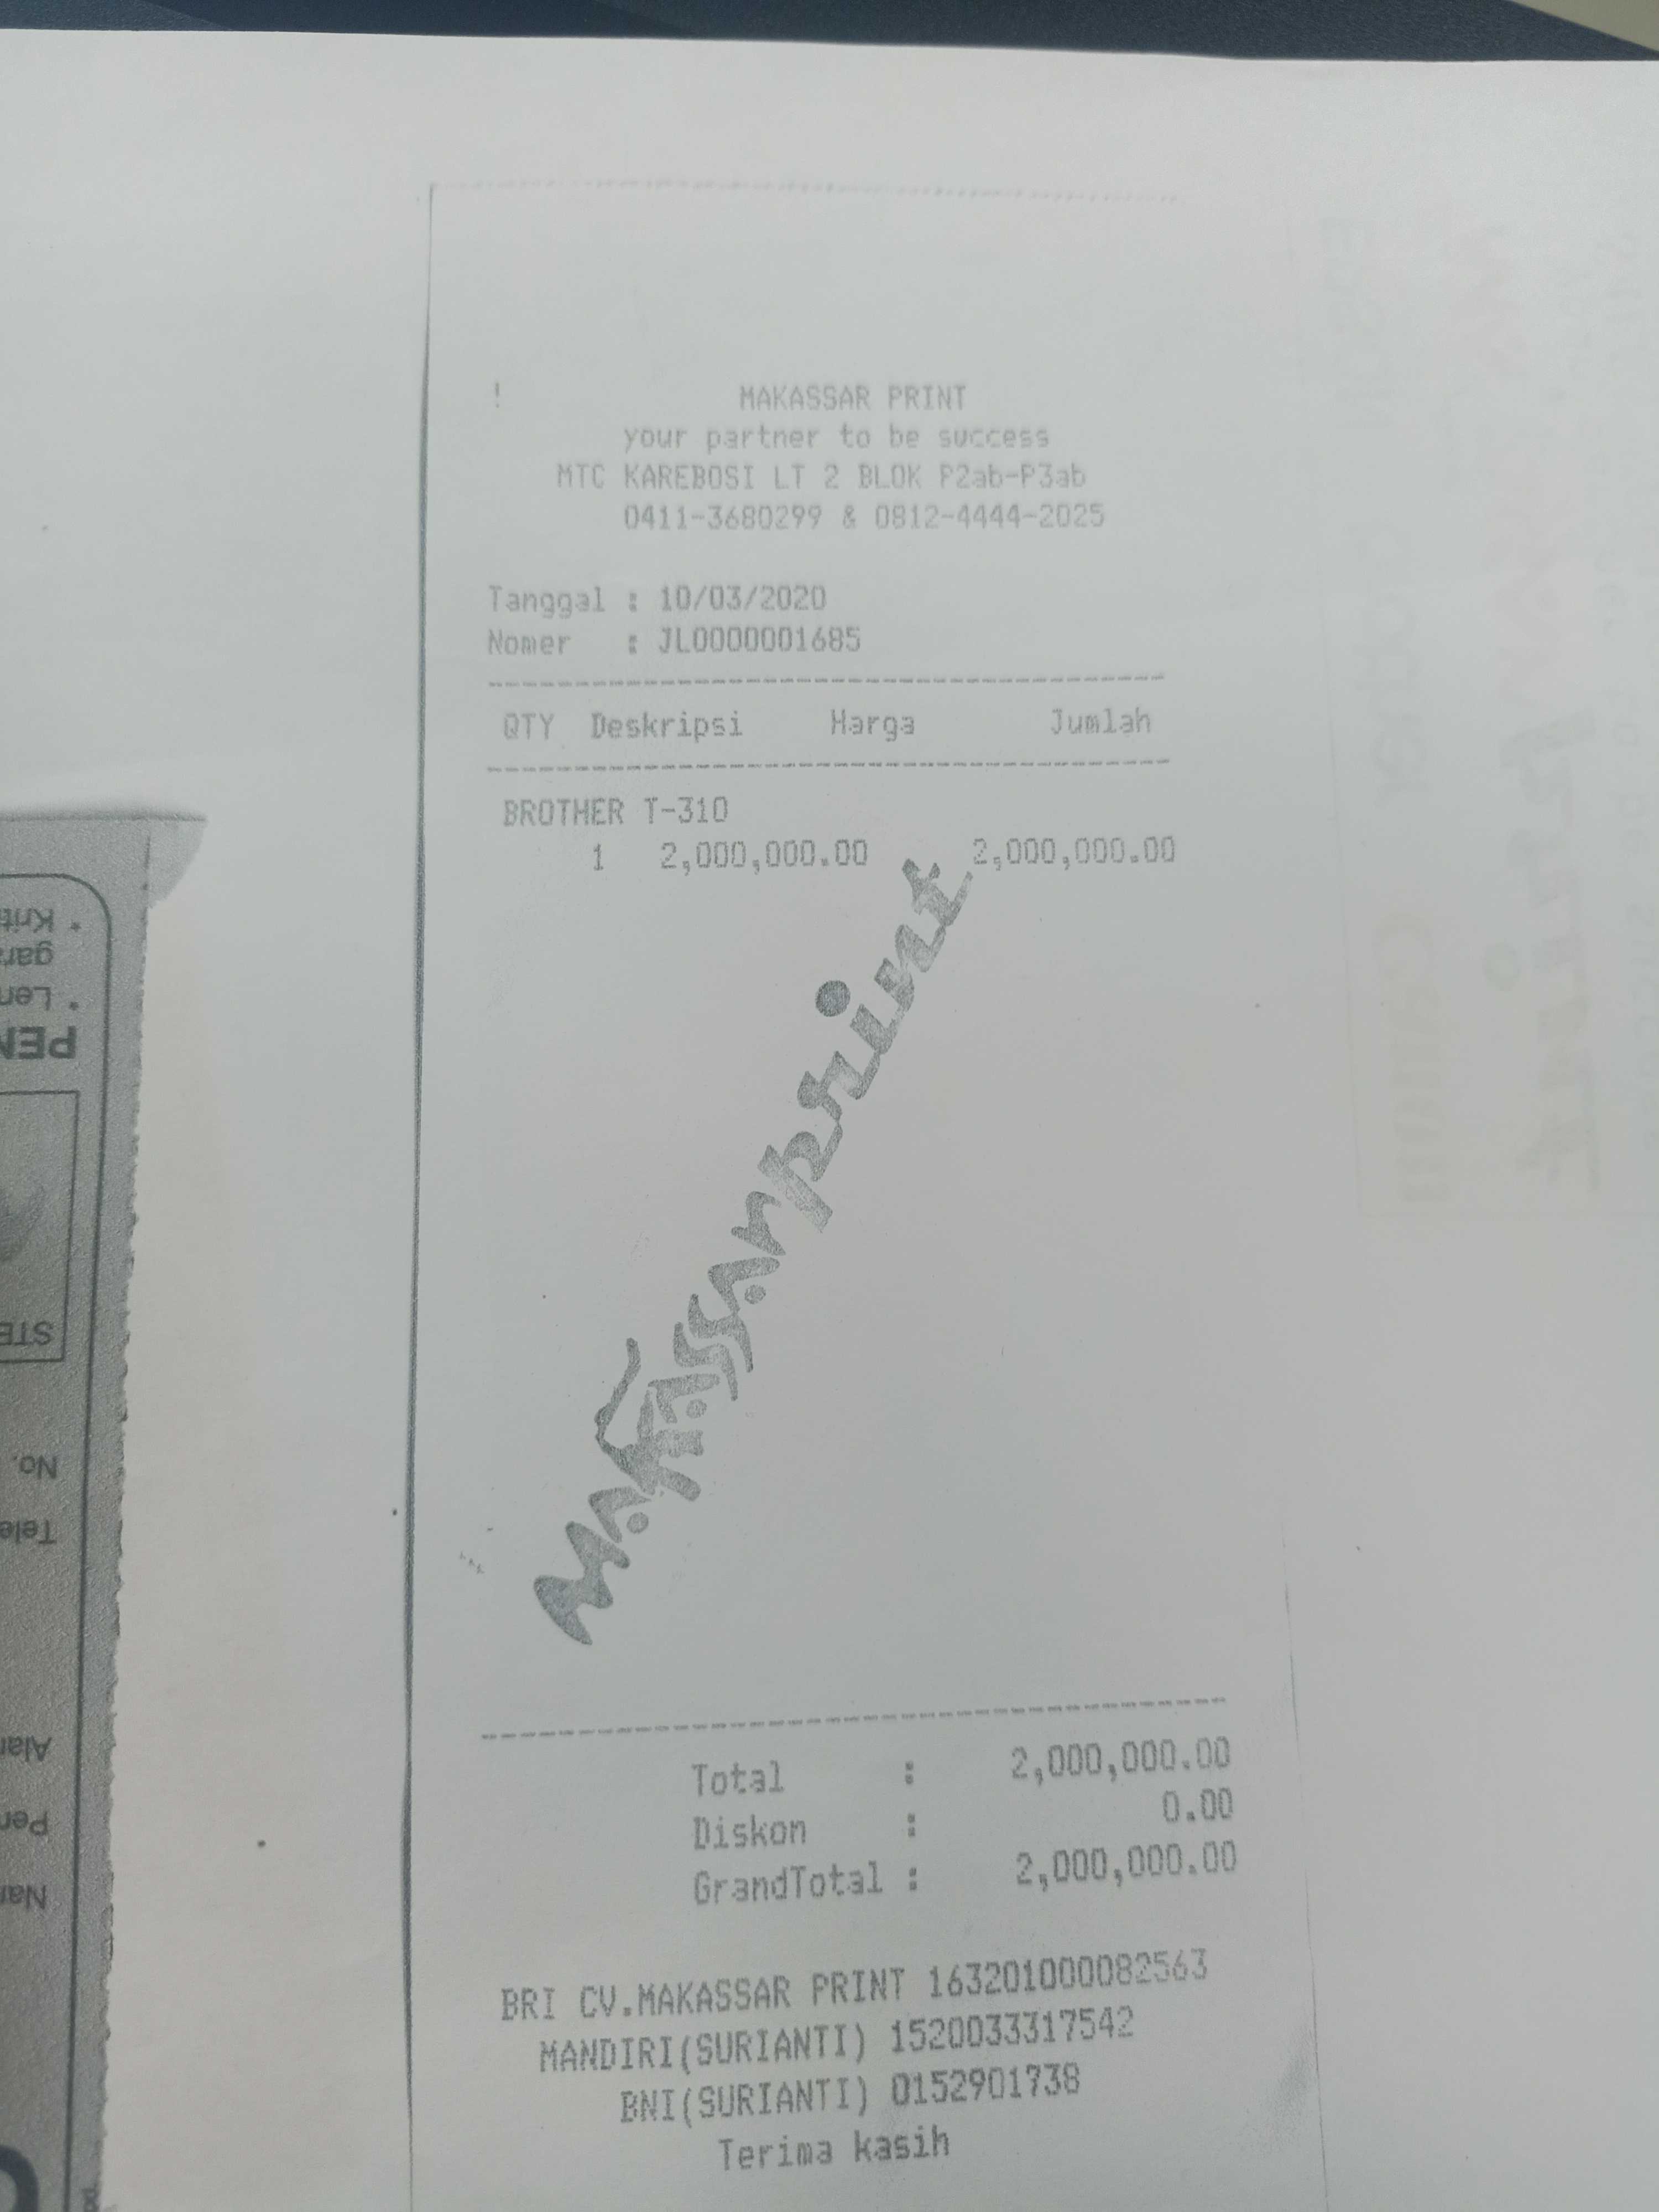 !
MAKASSAR PRINT
your partner to be success
MTC KAREBOSI LT 2 BLOK P2ab-P3ab
0411-3680299 & 0812-4444-2025
Tanggal : 10/03/2020
Nomer : JL0000001685
QTY Deskripsi Harga Jumlah
BROTHER T-310
1 2,000,000.00 2,000,000.00
Makassarprint
Total : 2,000,000.00
Diskon : 0.00
GrandTotal : 2,000,000.00
BRI CV.MAKASSAR PRINT 163201000082563
MANDIRI(SURIANTI) 1520033317542
BNI(SURIANTI) 0152901738
Terima kasih
No.